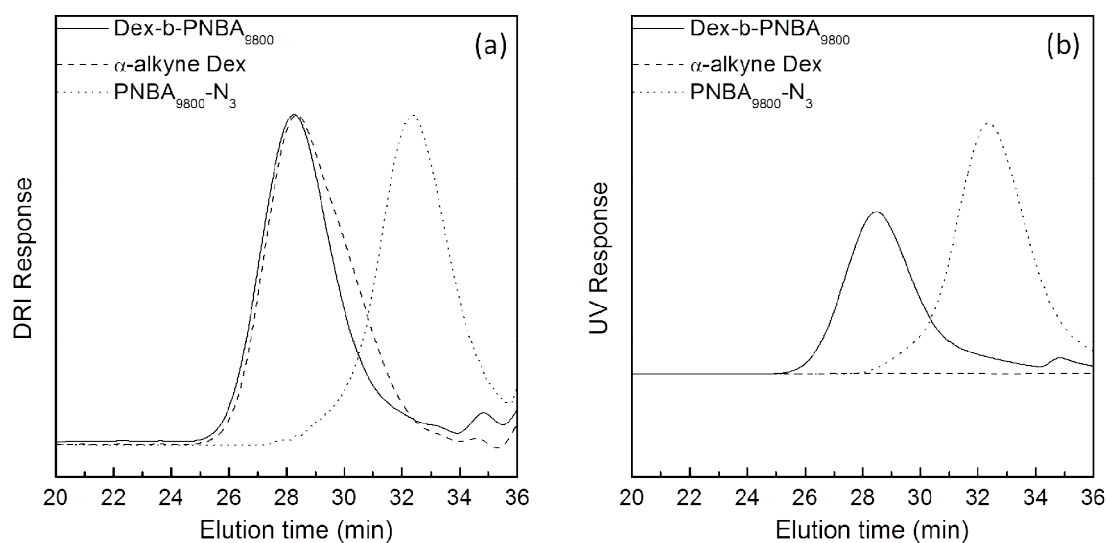 Dex-b-PNBA9800
α-alkyne Dex
PNBA9800-N3
(a)
DRI Response
20 22 24 26 28 30 32 34 36
Elution time (min)
Dex-b-PNBA9800
α-alkyne Dex
PNBA9800-N3
(b)
UV Response
20 22 24 26 28 30 32 34 36
Elution time (min)